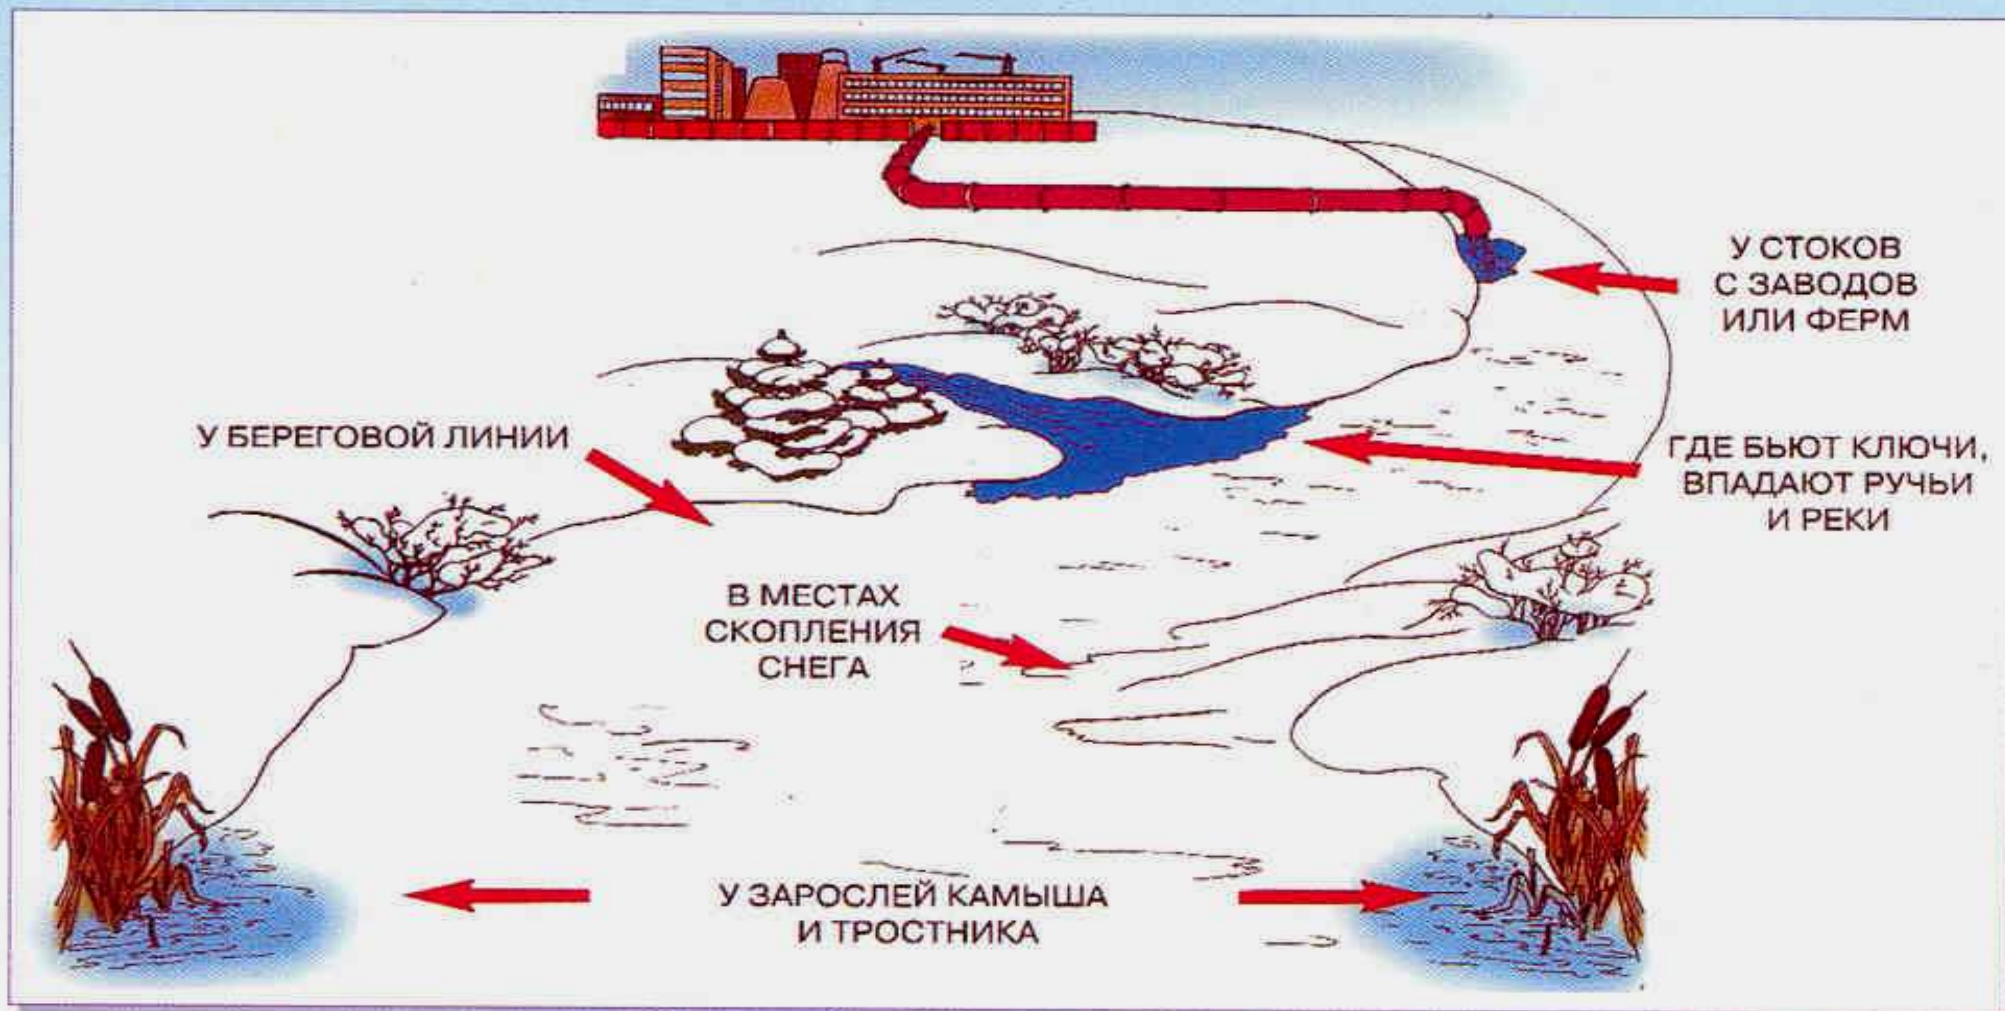 У СТОКОВ
С ЗАВОДОВ
ИЛИ ФЕРМ
У БЕРЕГОВОЙ ЛИНИИ
ГДЕ БЬЮТ КЛЮЧИ,
ВПАДАЮТ РУЧЬИ
И РЕКИ
В МЕСТАХ
СКОПЛЕНИЯ
СНЕГА
У ЗАРОСЛЕЙ КАМЫША
И ТРОСТНИКА